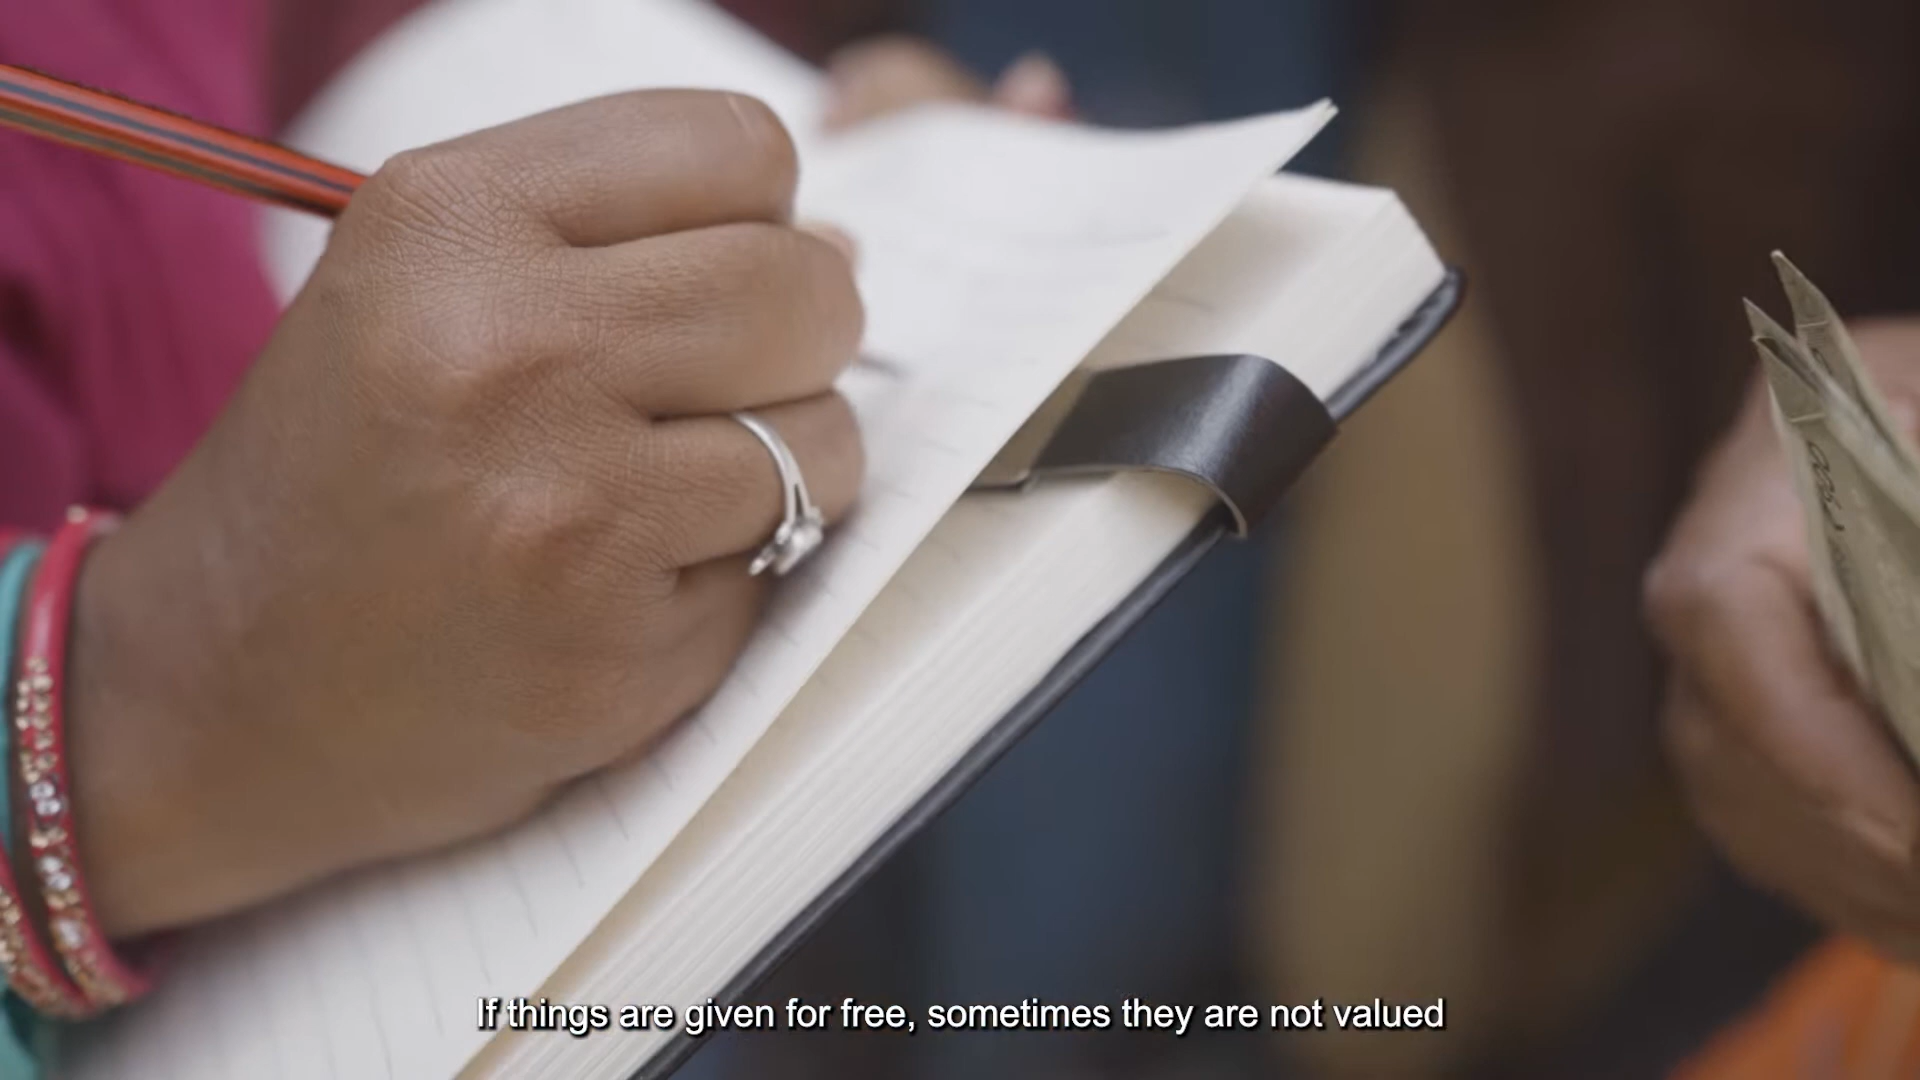 If things are given for free, sometimes they are not valued